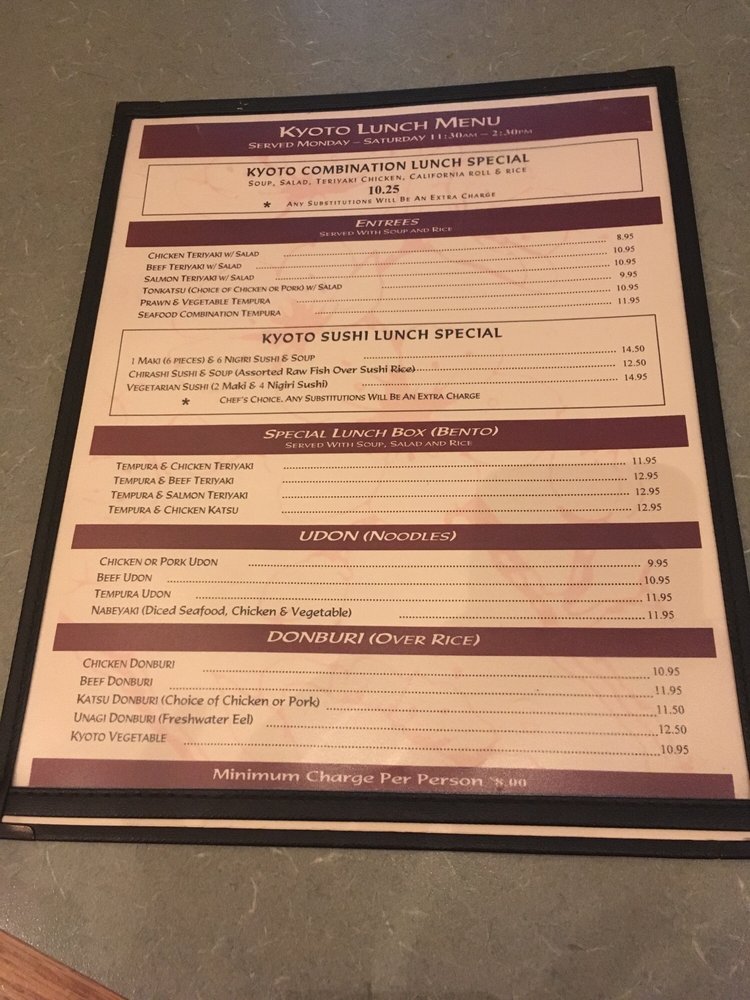 Kyoto Lunch Menu
Served Monday – Saturday 11:30am – 2:30pm
KYOTO COMBINATION LUNCH SPECIAL
Soup, Salad, Teriyaki Chicken, California roll & rice
10.25
* Any Substitutions Will Be An Extra Charge
Entrees
Served With Soup and Rice
Chicken Teriyaki w/ Salad 8.95
Beef Teriyaki w/ Salad 10.95
Salmon Teriyaki w/ Salad 10.95
Tonkatsu (Choice of Chicken or Pork) w/ Salad 9.95
Prawn & Vegetable Tempura 10.95
Seafood Combination Tempura 11.95
KYOTO SUSHI LUNCH SPECIAL
1 Maki (6 pieces) & 6 Nigiri Sushi & Soup 14.50
Chirashi Sushi & Soup (Assorted Raw Fish Over Sushi Rice) 12.50
Vegetarian Sushi (2 Maki & 4 Nigiri Sushi) 14.95
* Chef's Choice. Any Substitutions Will Be An Extra Charge
Special Lunch Box (Bento)
Served With Soup, Salad and Rice
Tempura & Chicken Teriyaki 11.95
Tempura & Beef Teriyaki 12.95
Tempura & Salmon Teriyaki 12.95
Tempura & Chicken Katsu 12.95
UDON (Noodles)
Chicken or Pork Udon 9.95
Beef Udon 10.95
Tempura Udon 11.95
Nabeyaki (Diced Seafood, Chicken & Vegetable) 11.95
DONBURI (Over Rice)
Chicken Donburi 10.95
Beef Donburi 11.95
Katsu Donburi (Choice of Chicken or Pork) 11.50
Unagi Donburi (Freshwater Eel) 12.50
Kyoto Vegetable 10.95
Minimum Charge Per Person $8.00